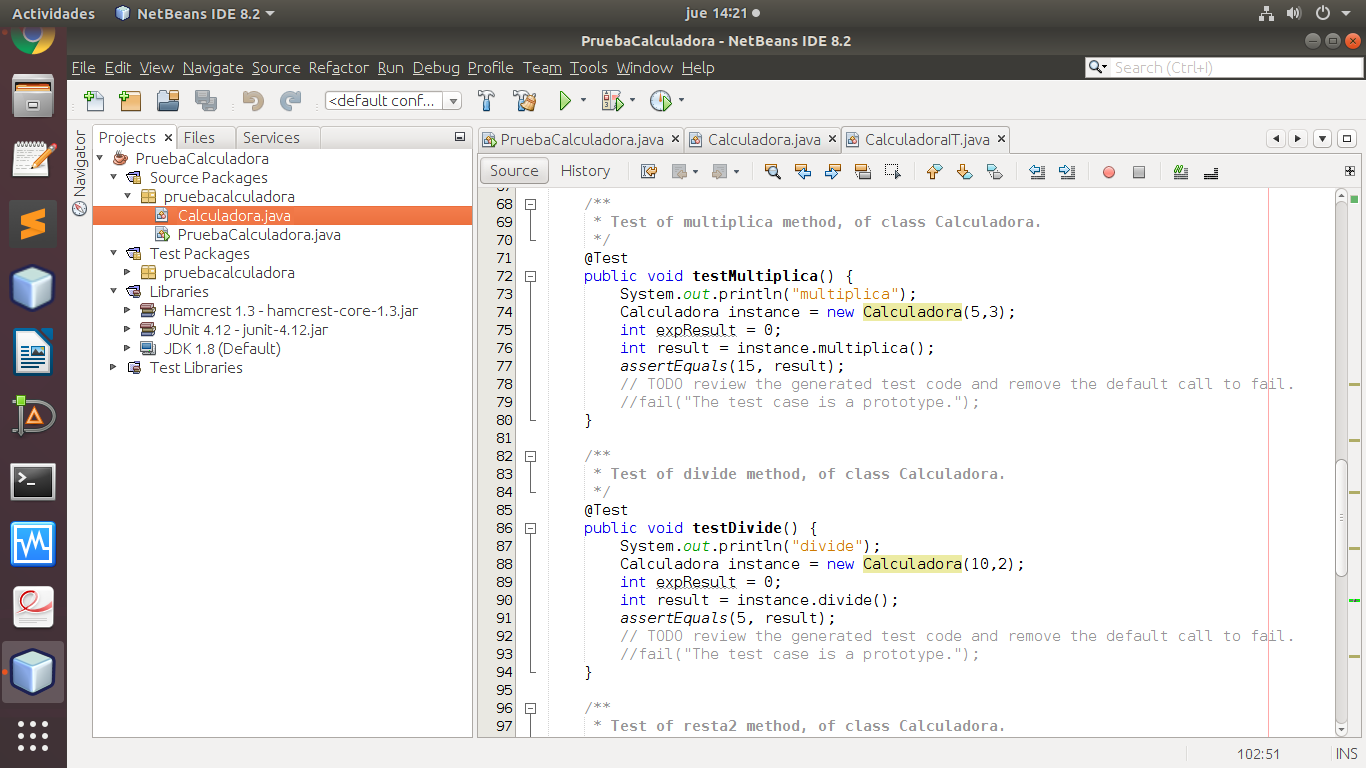 Actividades NetBeans IDE 8.2 jue 14:21
PruebaCalculadora - NetBeans IDE 8.2
File Edit View Navigate Source Refactor Run Debug Profile Team Tools Window Help Search (Ctrl+I)
<default conf...
Navigator
Projects Files Services
PruebaCalculadora
Source Packages
pruebacalculadora
Calculadora.java
PruebaCalculadora.java
Test Packages
pruebacalculadora
Libraries
Hamcrest 1.3 - hamcrest-core-1.3.jar
JUnit 4.12 - junit-4.12.jar
JDK 1.8 (Default)
Test Libraries
PruebaCalculadora.java Calculadora.java CalculadoraIT.java
Source History
68 /**
69 * Test of multiplica method, of class Calculadora.
70 */
71 @Test
72 public void testMultiplica() {
73 System.out.println("multiplica");
74 Calculadora instance = new Calculadora(5,3);
75 int expResult = 0;
76 int result = instance.multiplica();
77 assertEquals(15, result);
78 // TODO review the generated test code and remove the default call to fail.
79 //fail("The test case is a prototype.");
80 }
81
82 /**
83 * Test of divide method, of class Calculadora.
84 */
85 @Test
86 public void testDivide() {
87 System.out.println("divide");
88 Calculadora instance = new Calculadora(10,2);
89 int expResult = 0;
90 int result = instance.divide();
91 assertEquals(5, result);
92 // TODO review the generated test code and remove the default call to fail.
93 //fail("The test case is a prototype.");
94 }
95
96 /**
97 * Test of resta2 method, of class Calculadora.
102:51 INS